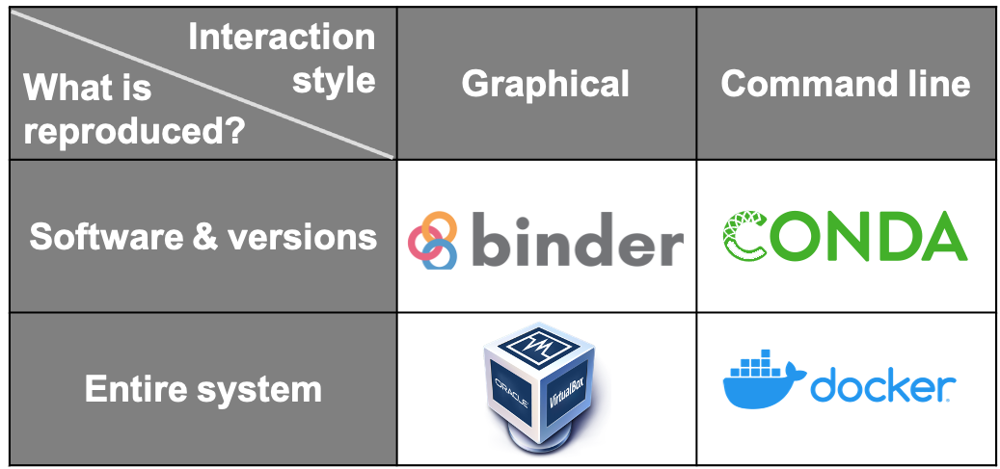 Interaction
style
What is
reproduced?
Graphical
Command line
Software & versions
binder
CONDA
Entire system
ORACLE
VirtualBox
docker